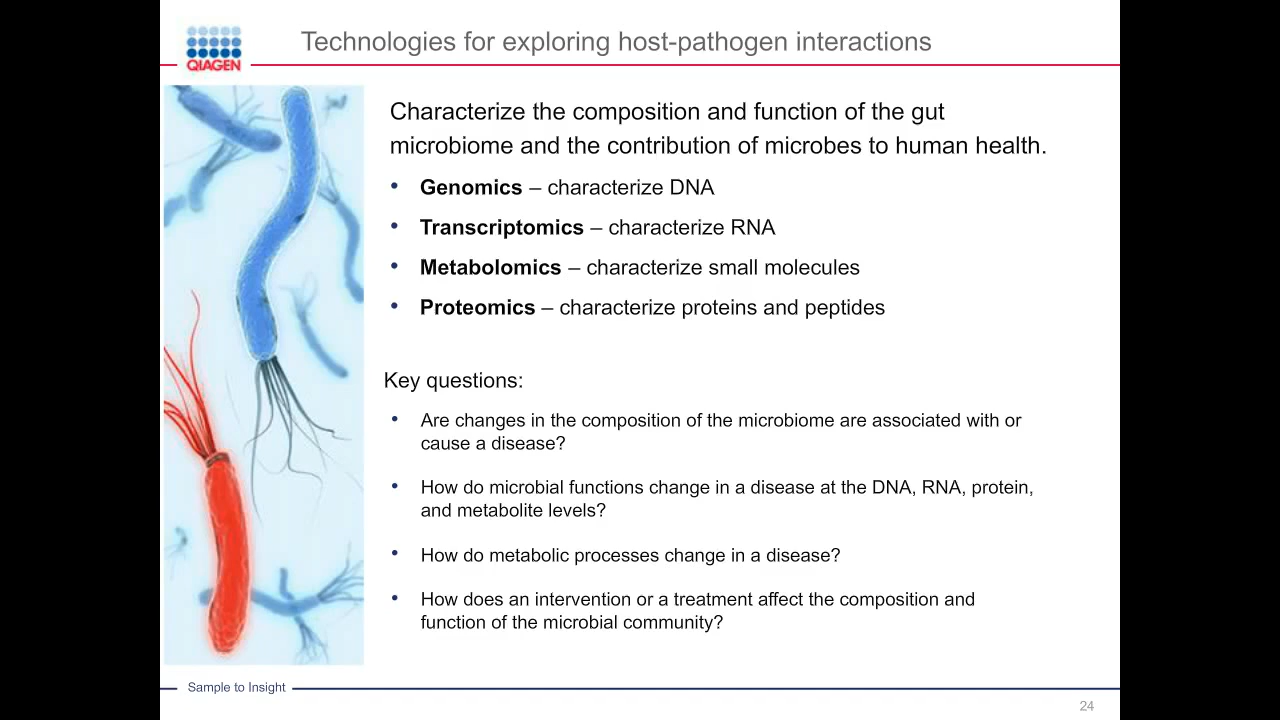 Technologies for exploring host-pathogen interactions
QIAGEN
Characterize the composition and function of the gut
microbiome and the contribution of microbes to human health.
• Genomics – characterize DNA
• Transcriptomics – characterize RNA
• Metabolomics – characterize small molecules
• Proteomics – characterize proteins and peptides
Key questions:
• Are changes in the composition of the microbiome are associated with or
cause a disease?
• How do microbial functions change in a disease at the DNA, RNA, protein,
and metabolite levels?
• How do metabolic processes change in a disease?
• How does an intervention or a treatment affect the composition and
function of the microbial community?
Sample to Insight
24